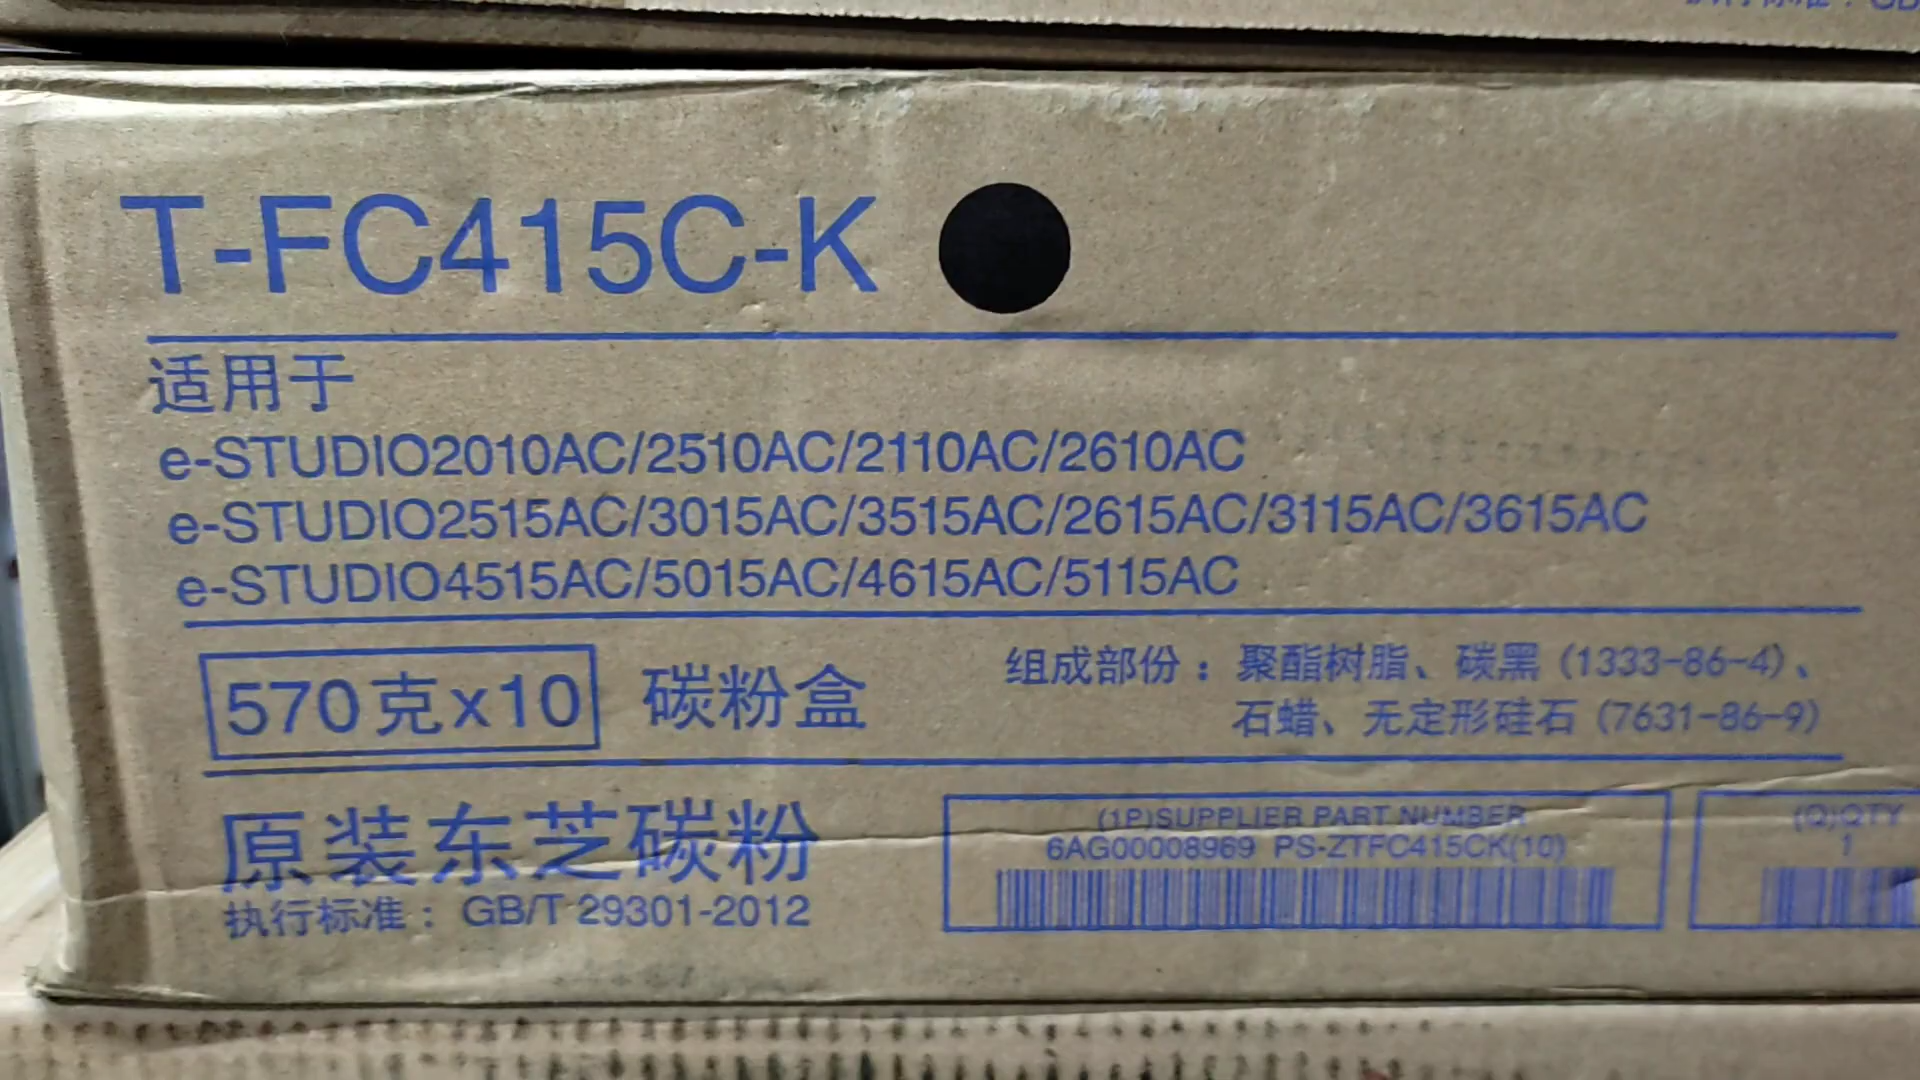 T-FC415C-K
适用于
e-STUDIO2010AC/2510AC/2110AC/2610AC
e-STUDIO2515AC/3015AC/3515AC/2615AC/3115AC/3615AC
e-STUDIO4515AC/5015AC/4615AC/5115AC
570克x10 碳粉盒
组成部份：聚酯树脂、碳黑 (1333-86-4)、
石蜡、无定形硅石 (7631-86-9)
原装东芝碳粉
执行标准：GB/T 29301-2012
(1P)SUPPLIER PART NUMBER
6AG00008969 PS-ZTFC415CK(10)
(Q)QTY
1